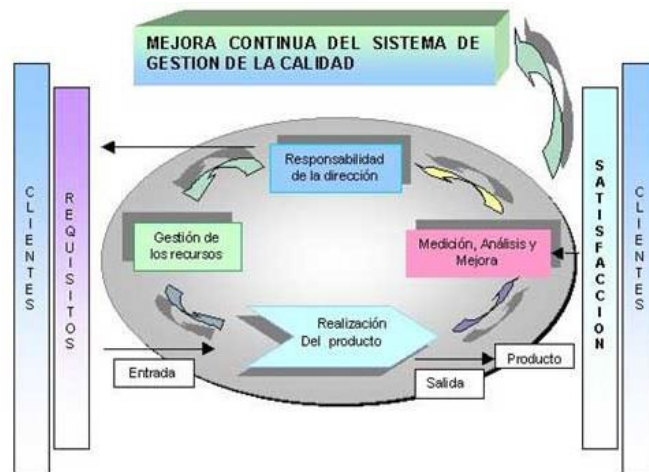 MEJORA CONTINUA DEL SISTEMA DE
GESTION DE LA CALIDAD
CLIENTES
REQUISITOS
Responsabilidad
de la dirección
Gestión de
los recursos
Medición, Análisis y
Mejora
Realización
Del producto
Entrada
Salida
Producto
SATISFACCION
CLIENTES